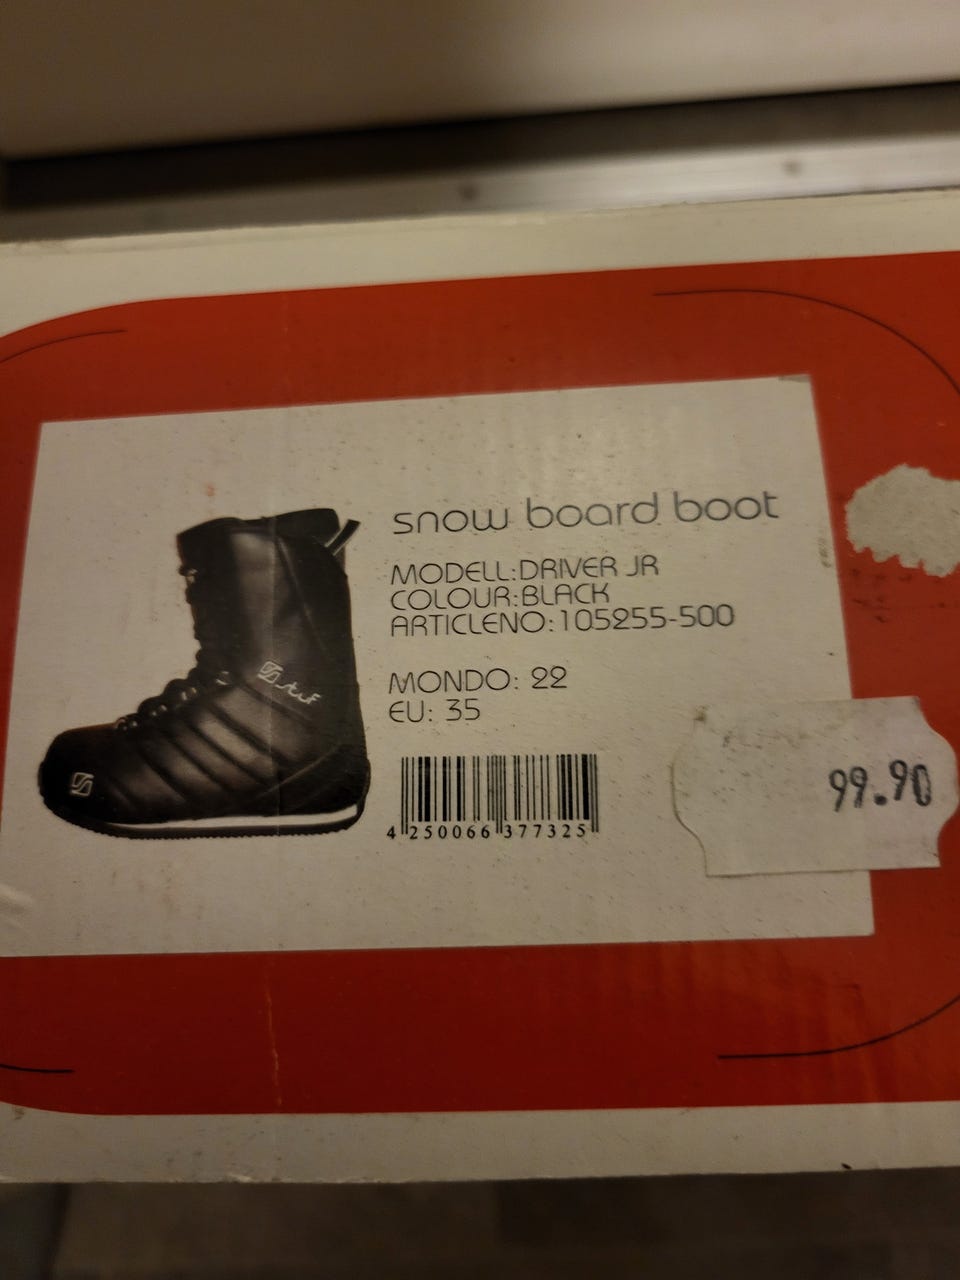 snow board boot
MODELL:DRIVER JR
COLOUR:BLACK
ARTICLENO:105255-500
MONDO: 22
EU: 35
stuf
4 250066 377325
99.90